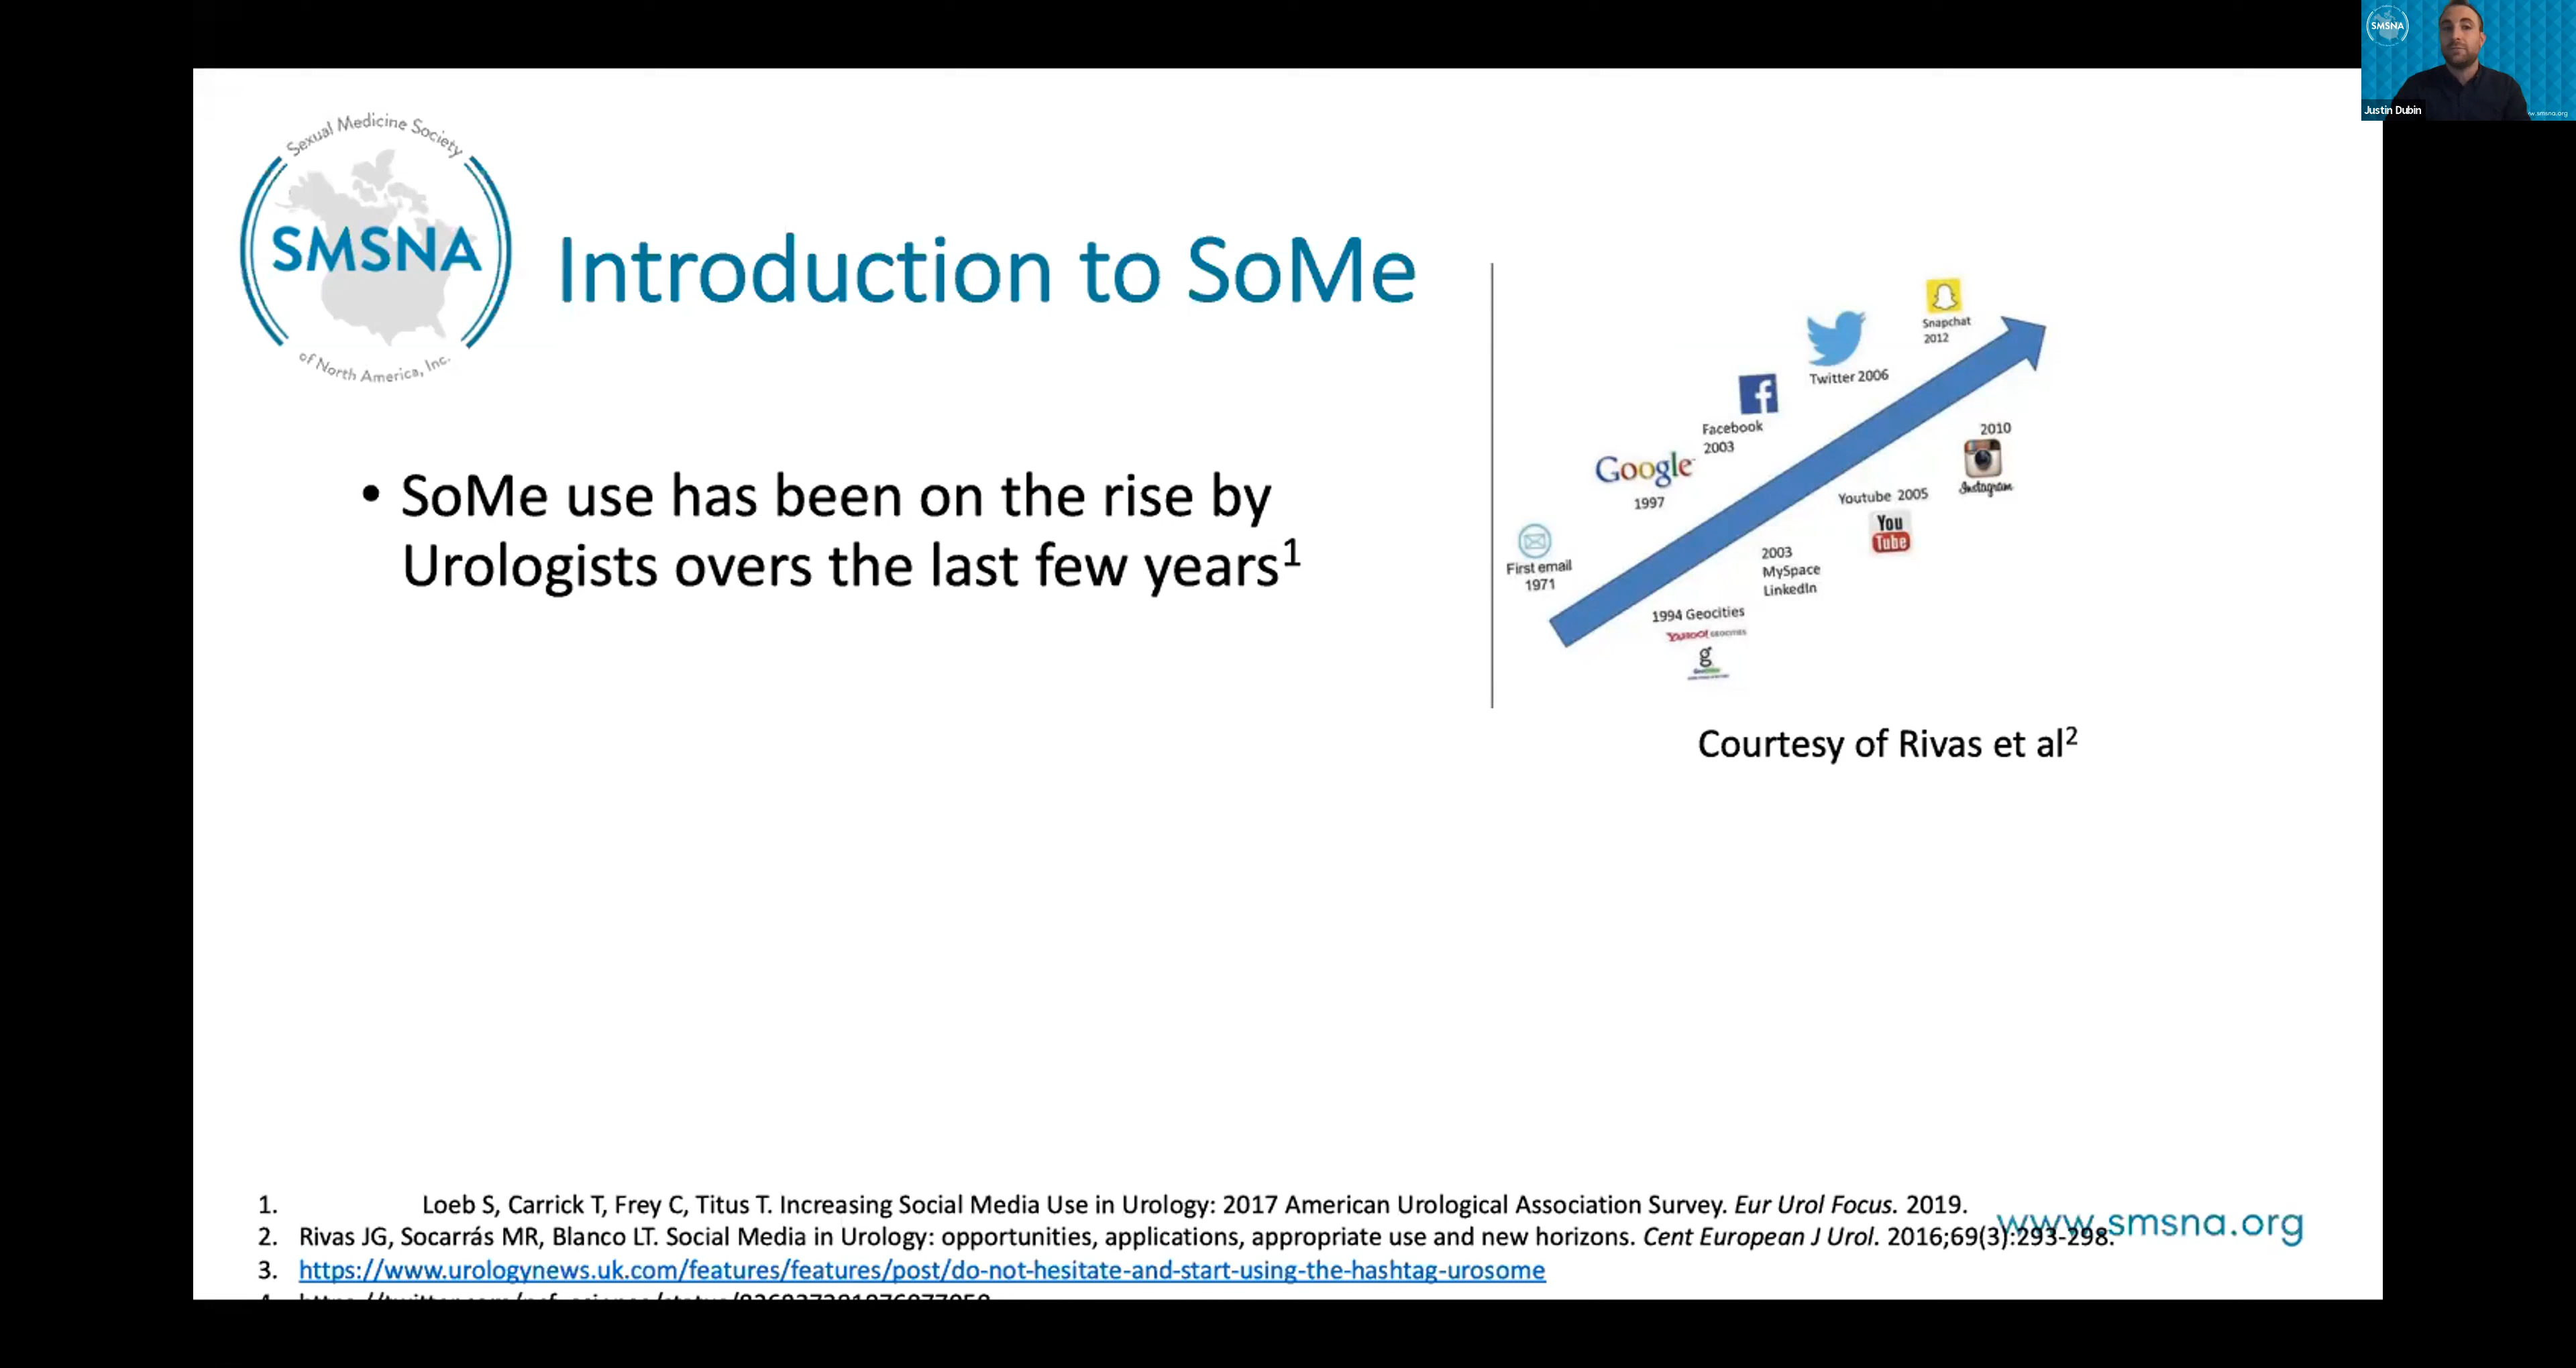 SMSNA
Justin Dubin
w.smsna.org
Sexual Medicine Society
SMSNA
of North America, Inc.
Introduction to SoMe
• SoMe use has been on the rise by
Urologists overs the last few years1
Snapchat
2012
Twitter 2006
Facebook
2003
2010
Instagram
Google
1997
Youtube 2005
You
Tube
First email
1971
2003
MySpace
LinkedIn
1994 Geocities
YAHOO! GEOCITIES
g
Courtesy of Rivas et al2
1. Loeb S, Carrick T, Frey C, Titus T. Increasing Social Media Use in Urology: 2017 American Urological Association Survey. Eur Urol Focus. 2019.
2. Rivas JG, Socarrás MR, Blanco LT. Social Media in Urology: opportunities, applications, appropriate use and new horizons. Cent European J Urol. 2016;69(3):293-298.
www.smsna.org
3. https://www.urologynews.uk.com/features/features/post/do-not-hesitate-and-start-using-the-hashtag-urosome